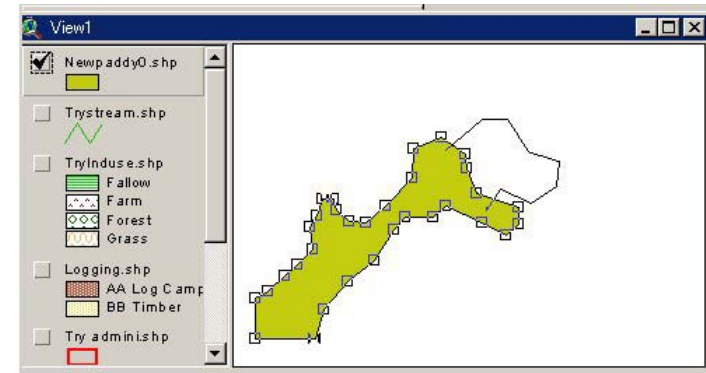 View1
Newpaddy0.shp
Trystream.shp
Trylnduse.shp
Fallow
Farm
Forest
Grass
Logging.shp
AA Log Camp
BB Timber
Try admini.shp